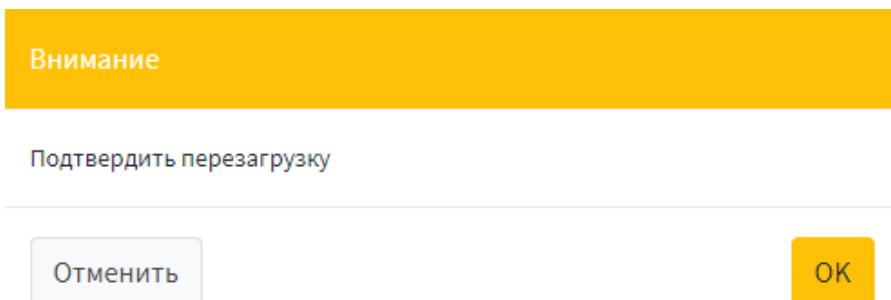 Внимание
Подтвердить перезагрузку
Отменить
OK